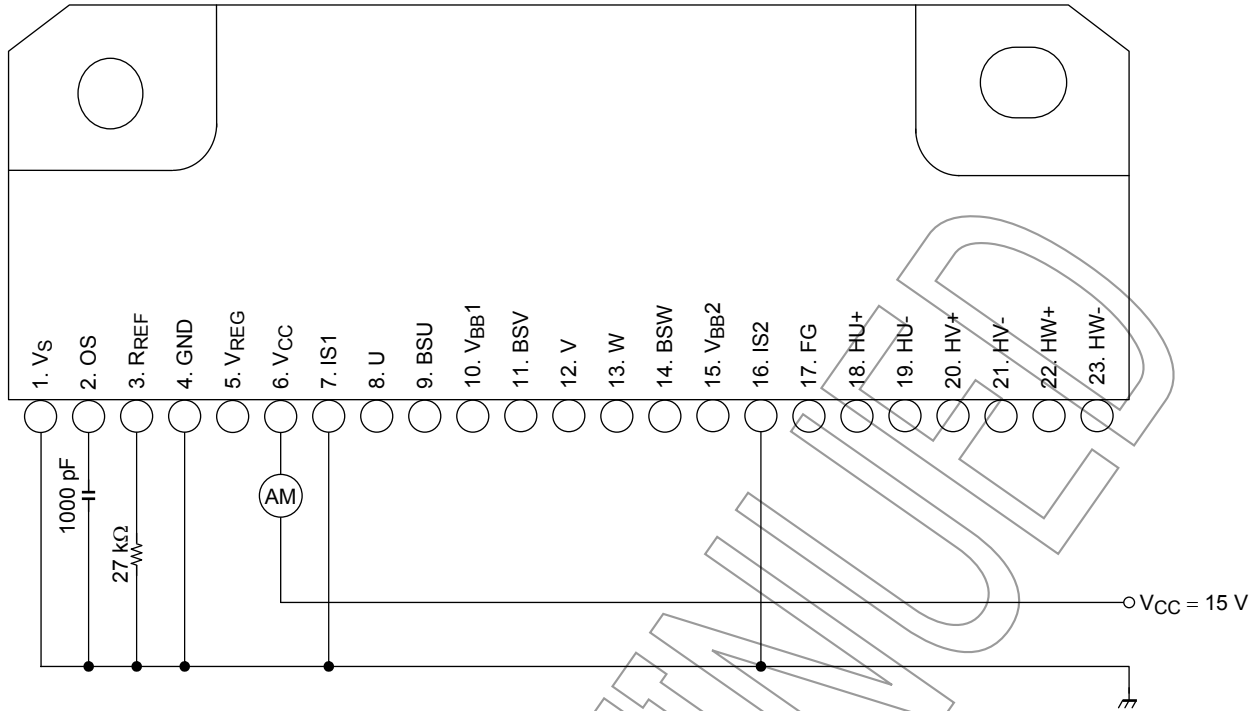 1. VS
2. OS
3. RREF
4. GND
5. VREG
6. VCC
7. IS1
8. U
9. BSU
10. VBB1
11. BSV
12. V
13. W
14. BSW
15. VBB2
16. IS2
17. FG
18. HU+
19. HU-
20. HV+
21. HV-
22. HW+
23. HW-
1000 pF
27 kΩ
AM
VCC = 15 V
TINUED